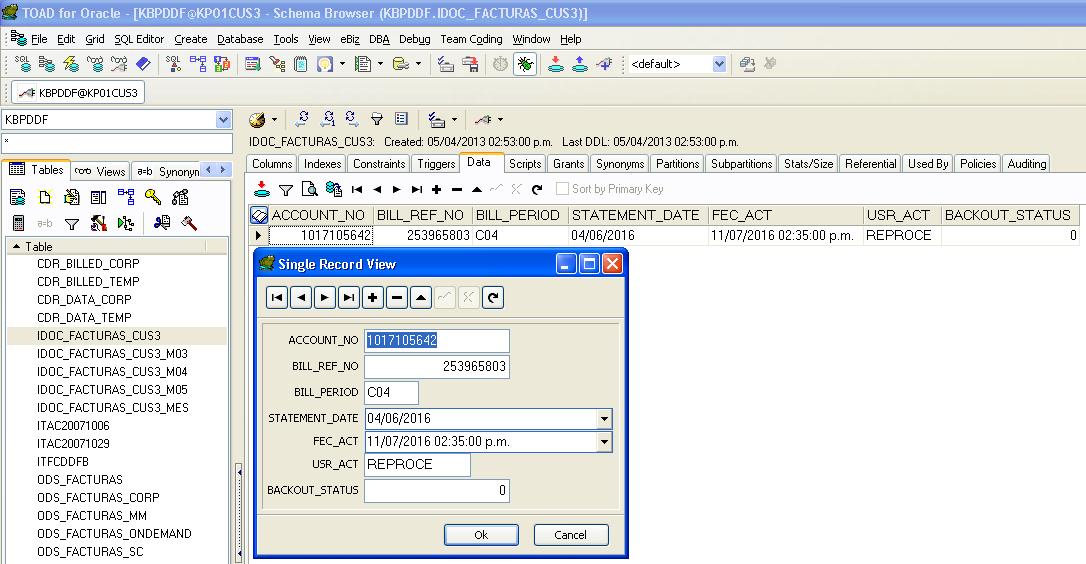 TOAD for Oracle - [KBPDDF@KP01CUS3 - Schema Browser (KBPDDF.IDOC_FACTURAS_CUS3)]
File Edit Grid SQL Editor Create Database Tools View eBiz DBA Debug Team Coding Window Help
SQL SQL <default>
KBPDDF@KP01CUS3
KBPDDF
*
IDOC_FACTURAS_CUS3: Created: 05/04/2013 02:53:00 p.m. Last DDL: 05/04/2013 02:53:00 p.m.
Tables Views a=b Synonyn
Columns Indexes Constraints Triggers Data Scripts Grants Synonyms Partitions Subpartitions Stats/Size Referential Used By Policies Auditing
Sort by Primary Key
a=b
Table
CDR_BILLED_CORP
CDR_BILLED_TEMP
CDR_DATA_CORP
CDR_DATA_TEMP
IDOC_FACTURAS_CUS3
IDOC_FACTURAS_CUS3_M03
IDOC_FACTURAS_CUS3_M04
IDOC_FACTURAS_CUS3_M05
IDOC_FACTURAS_CUS3_MES
ITAC20071006
ITAC20071029
ITFCDDFB
ODS_FACTURAS
ODS_FACTURAS_CORP
ODS_FACTURAS_MM
ODS_FACTURAS_ONDEMAND
ODS_FACTURAS_SC
ACCOUNT_NO BILL_REF_NO BILL_PERIOD STATEMENT_DATE FEC_ACT USR_ACT BACKOUT_STATUS
1017105642 253965803 C04 04/06/2016 11/07/2016 02:35:00 p.m. REPROCE 0
Single Record View
ACCOUNT_NO 1017105642
BILL_REF_NO 253965803
BILL_PERIOD C04
STATEMENT_DATE 04/06/2016
FEC_ACT 11/07/2016 02:35:00 p.m.
USR_ACT REPROCE
BACKOUT_STATUS 0
Ok Cancel